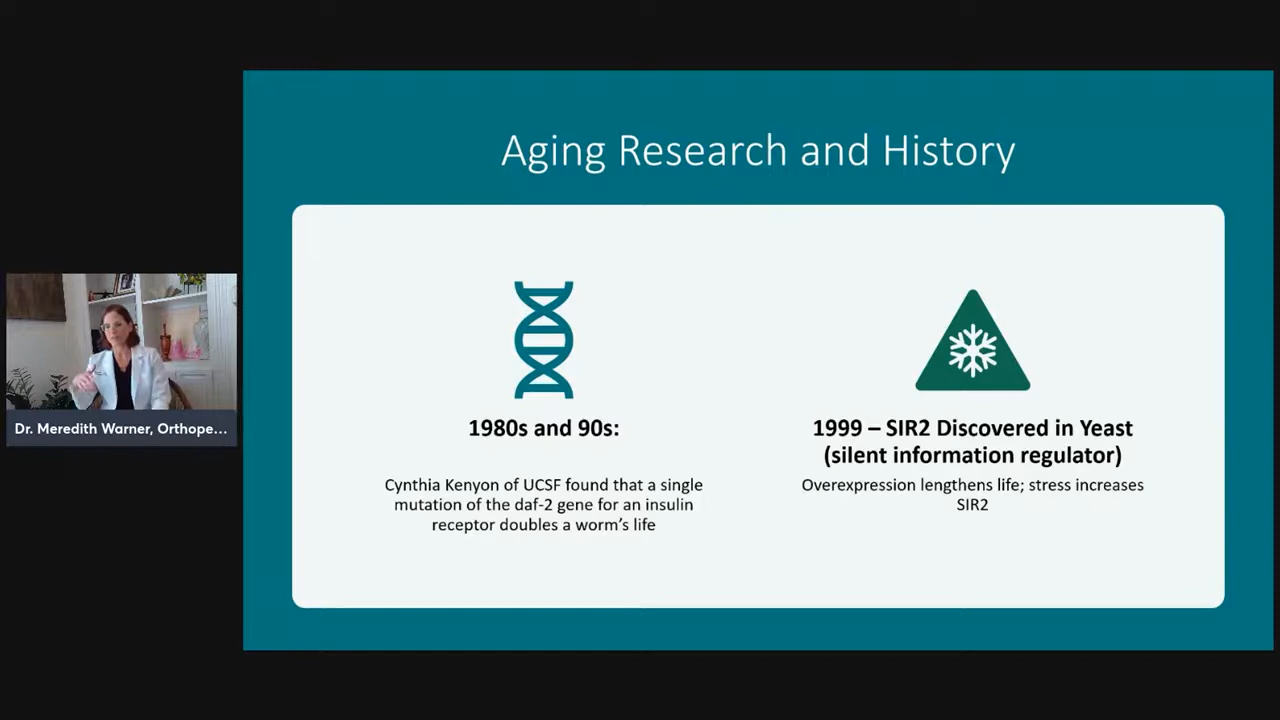 Aging Research and History
1980s and 90s:
Cynthia Kenyon of UCSF found that a single
mutation of the daf-2 gene for an insulin
receptor doubles a worm’s life
1999 – SIR2 Discovered in Yeast
(silent information regulator)
Overexpression lengthens life; stress increases
SIR2
Dr. Meredith Warner, Orthope...